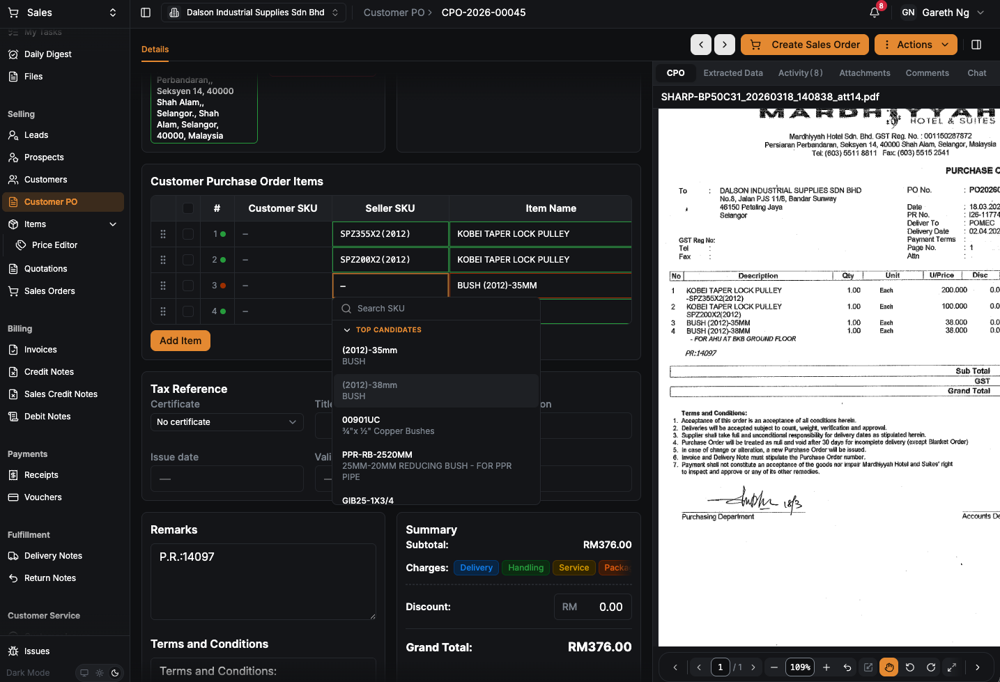 Sales
Dalson Industrial Supplies Sdn Bhd
Customer PO
CPO-2026-00045
8
GN
Gareth Ng
My Tasks
Daily Digest
Files
Selling
Leads
Prospects
Customers
Customer PO
Items
Price Editor
Quotations
Sales Orders
Billing
Invoices
Credit Notes
Sales Credit Notes
Debit Notes
Payments
Receipts
Vouchers
Fulfillment
Delivery Notes
Return Notes
Customer Service
Issues
Dark Mode
Details
Create Sales Order
Actions
Perbandaran,,
Seksyen 14, 40000
Shah Alam,,
Selangor., Shah
Alam, Selangor,
40000, Malaysia
Customer Purchase Order Items
# Customer SKU Seller SKU Item Name
1 – SPZ355X2(2012) KOBEI TAPER LOCK PULLEY
2 – SPZ200X2(2012) KOBEI TAPER LOCK PULLEY
3 – – BUSH (2012)-35MM
4 –
Search SKU
TOP CANDIDATES
(2012)-35mm
BUSH
(2012)-38mm
BUSH
00901UC
¾"x ½" Copper Bushes
PPR-RB-2520MM
25MM-20MM REDUCING BUSH - FOR PPR
PIPE
GIB25-1X3/4
Add Item
Tax Reference
Certificate
No certificate
Issue date
—
Remarks
P.R.:14097
Terms and Conditions
Terms and Conditions:
Summary
Subtotal: RM376.00
Charges: Delivery Handling Service
Discount: RM 0.00
Grand Total: RM376.00
CPO
Extracted Data
Activity(8)
Attachments
Comments
Chat
SHARP-BP50C31_20260318_140838_att14.pdf
MARDHIYYAH
HOTEL & SUITES
Mardhiyyah Hotel Sdn. Bhd. GST Reg. No. : 001150287872
Persiaran Perbandaran, Seksyen 14, 40000 Shah Alam, Selangor, Malaysia
Tel: (603) 5511 8811 Fax: (603) 5515 2541
PURCHASE
To : DALSON INDUSTRIAL SUPPLIES SDN BHD
No.8, Jalan PJS 11/8, Bandar Sunway
46150 Petaling Jaya
Selangor
GST Reg No:
Tel :
Fax :
PO No. :
Date : 18.03.202
PR No. : I26-11774
Deliver To : POMEC
Delivery Date : 02.04.202
Payment Terms :
Page No. : 1
Attn :
No Description Qty Unit U/Price Disc
1 KOBEI TAPER LOCK PULLEY 1.00 Each 200.000 0.0
-SPZ355X2(2012)
2 KOBEI TAPER LOCK PULLEY 1.00 Each 100.000 0.0
SPZ200X2(2012)
3 BUSH (2012)-35MM 1.00 Each 38.000 0.0
4 BUSH (2012)-38MM 1.00 Each 38.000 0.0
- FOR AHU AT BKB GROUND FLOOR
PR:14097
Sub Total
GST
Grand Total
Terms and Conditions:
1. Acceptance of this order is an acceptance of all conditions herein.
2. Deliveries will be accepted subject to count, weight, verification and approval.
3. Supplier shall take full and unconditional responsibility for delivery dates as stipulated herein.
4. Purchase Order will be treated as null and void after 30 days for incomplete delivery (except Blanket Order)
5. In case of change or alteration, a new Purchase Order will be issued.
6. Invoice and Delivery Note must stipulate the Purchase Order number.
7. Payment shall not constitute an acceptance of the goods nor impair Mardhiyyah Hotel and Suites' right
to inspect and approve or any of its other remedies.
18/3
Purchasing Department
Accounts
1 / 1
109%